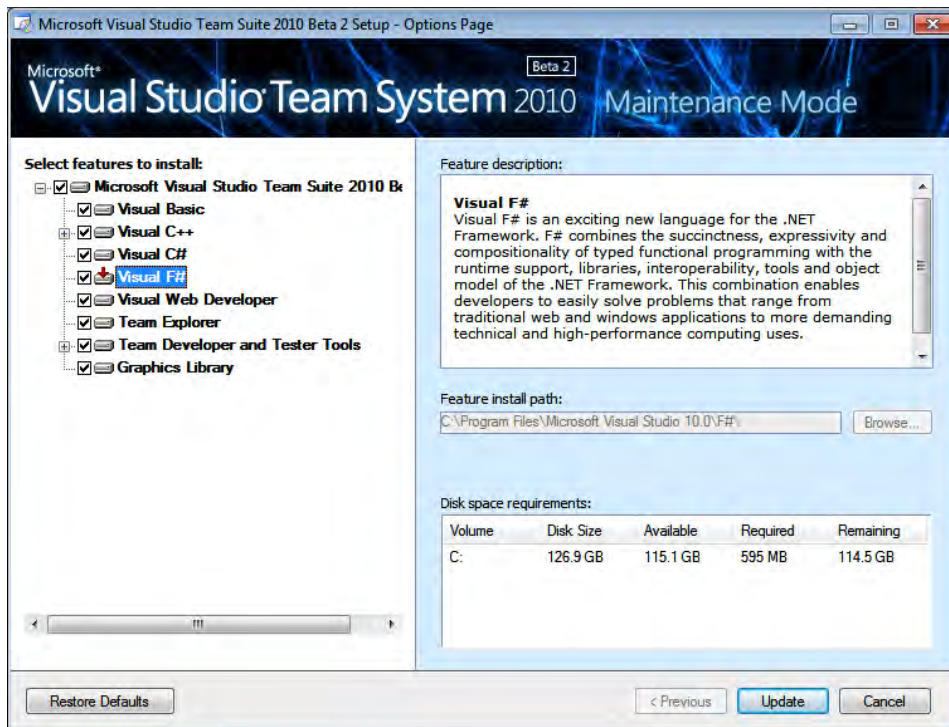 Microsoft Visual Studio Team Suite 2010 Beta 2 Setup - Options Page
Microsoft®
Beta 2
Visual Studio® Team System 2010 Maintenance Mode
Select features to install:
Microsoft Visual Studio Team Suite 2010 Be
Visual Basic
Visual C++
Visual C#
Visual F#
Visual Web Developer
Team Explorer
Team Developer and Tester Tools
Graphics Library
Feature description:
Visual F#
Visual F# is an exciting new language for the .NET
Framework. F# combines the succinctness, expressivity and
compositionality of typed functional programming with the
runtime support, libraries, interoperability, tools and object
model of the .NET Framework. This combination enables
developers to easily solve problems that range from
traditional web and windows applications to more demanding
technical and high-performance computing uses.
Feature install path:
C:\Program Files\Microsoft Visual Studio 10.0\F#\
Browse...
Disk space requirements:
Volume Disk Size Available Required Remaining
C: 126.9 GB 115.1 GB 595 MB 114.5 GB
Restore Defaults
< Previous
Update
Cancel